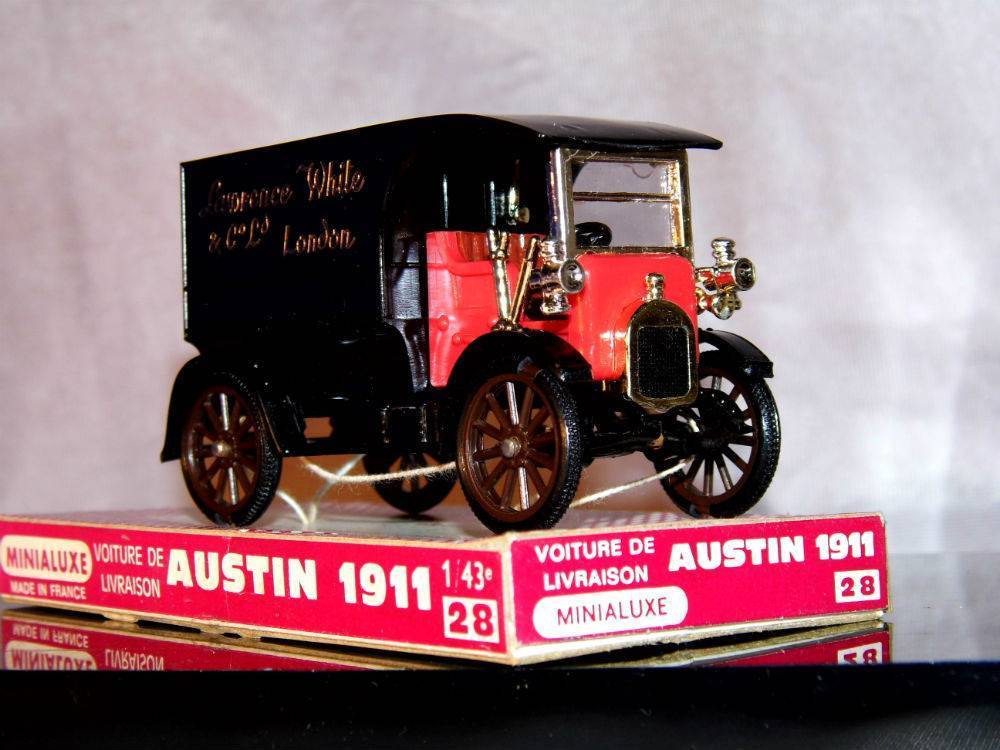 Lawrence White
& Co Ld London
MINIALUXE
MADE IN FRANCE
VOITURE DE
LIVRAISON
AUSTIN 1911
1/43e
28
VOITURE DE
LIVRAISON
AUSTIN 1911
MINIALUXE
28